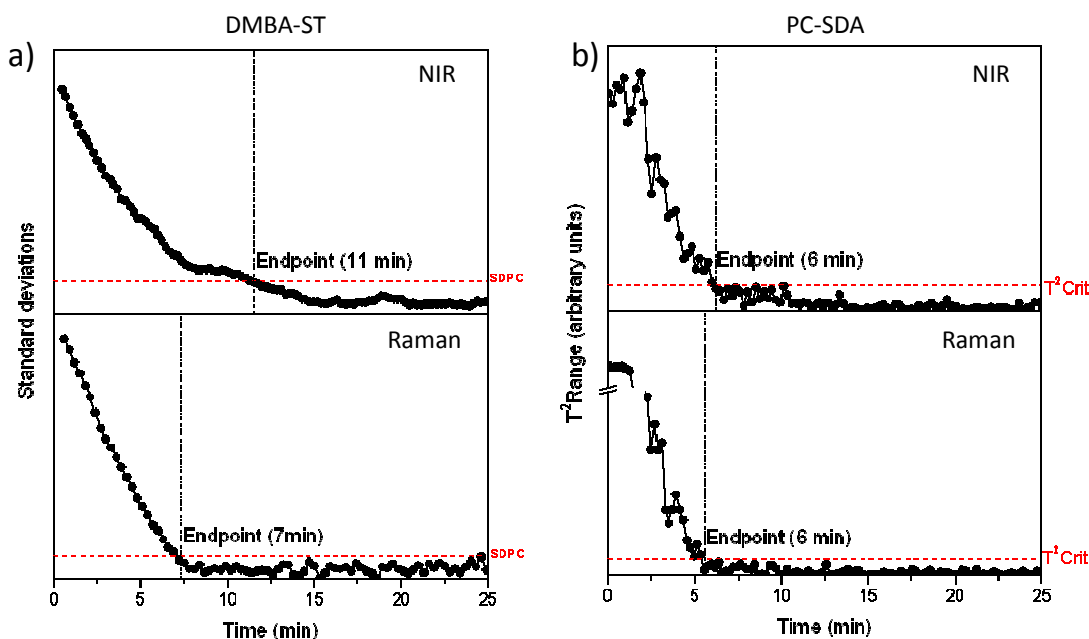 DMBA-ST
a)
NIR
Endpoint (11 min)
SDPC
Standard deviations
Raman
Endpoint (7min)
SDPC
0 5 10 15 20 25
Time (min)
PC-SDA
b)
NIR
Endpoint (6 min)
T²Crit
T²Range (arbitrary units)
Raman
Endpoint (6 min)
T²Crit
0 5 10 15 20 25
Time (min)